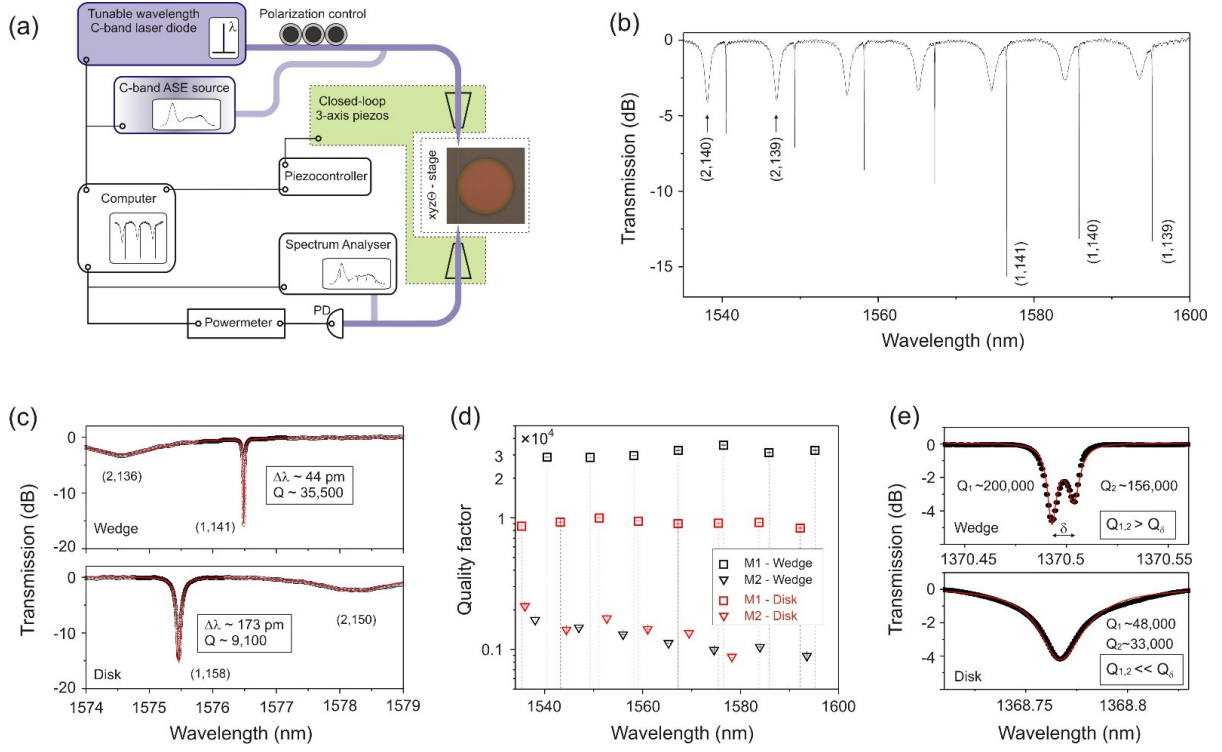 (a)
Tunable wavelength
C-band laser diode
λ
Polarization control
C-band ASE source
Closed-loop
3-axis piezos
Piezocontroller
xyzΘ - stage
Computer
Spectrum Analyser
PD
Powermeter
(b)
Transmission (dB)
0
-5
-10
-15
(2,140)
(2,139)
(1,141)
(1,140)
(1,139)
1540
1560
1580
1600
Wavelength (nm)
(c)
Transmission (dB)
0
-10
-20
(2,136)
(1,141)
Δλ ~ 44 pm
Q ~ 35,500
Wedge
0
-10
-20
Δλ ~ 173 pm
Q ~ 9,100
(1,158)
(2,150)
Disk
1574 1575 1576 1577 1578 1579
Wavelength (nm)
(d)
×10⁴
Quality factor
3
1
0.1
M1 - Wedge
M2 - Wedge
M1 - Disk
M2 - Disk
1540 1560 1580 1600
Wavelength (nm)
(e)
Transmission (dB)
0
-2
-4
-6
Q₁~200,000
Q₂~156,000
δ
Q₁,₂ > Qδ
Wedge
1370.45 1370.5 1370.56
0
-2
-4
-6
Q₁~48,000
Q₂~33,000
Q₁,₂ << Qδ
Disk
1368.75 1368.8
Wavelength (nm)